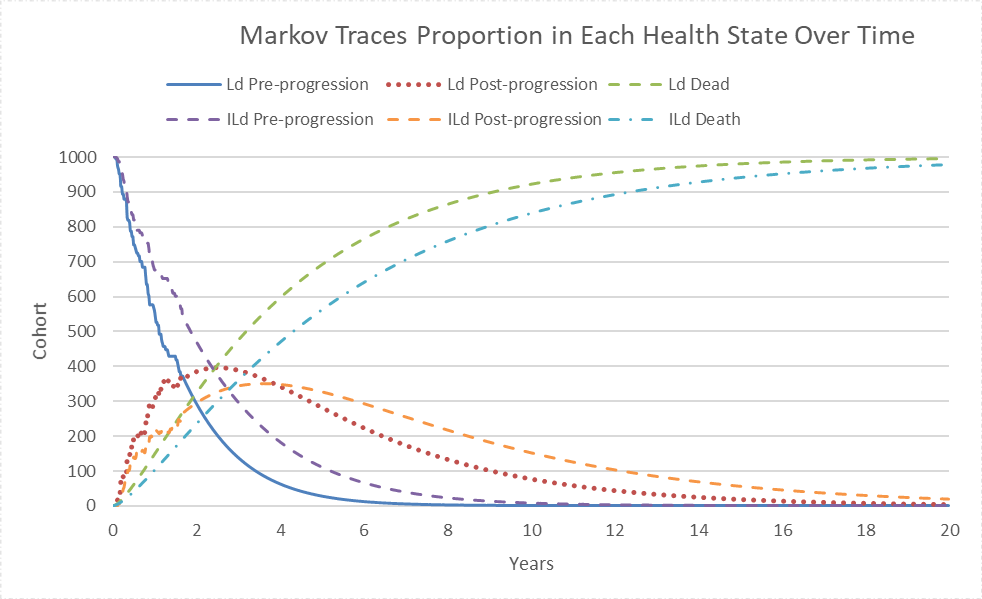 Markov Traces Proportion in Each Health State Over Time
Ld Pre-progression Ld Post-progression Ld Dead
ILd Pre-progression ILd Post-progression ILd Death
1000
900
800
700
600
500
400
300
200
100
0
Cohort
0 2 4 6 8 10 12 14 16 18 20
Years